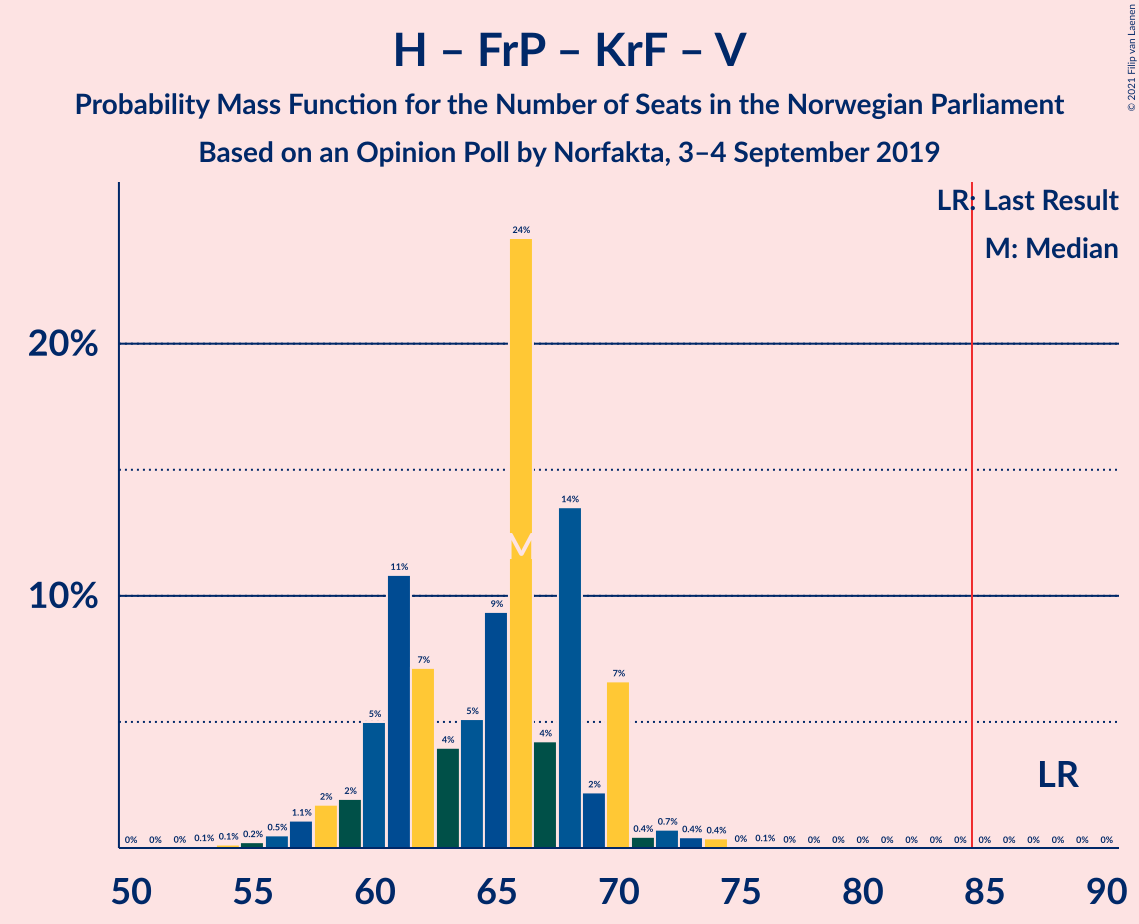 H – FrP – KrF – V
Probability Mass Function for the Number of Seats in the Norwegian Parliament
Based on an Opinion Poll by Norfakta, 3–4 September 2019
© 2021 Filip van Laenen
LR: Last Result
M: Median
20%
10%
0% 0% 0% 0.1% 0.1% 0.2% 0.5% 1.1% 2% 2% 5% 11% 7% 4% 5% 9% 24% 4% 14% 2% 7% 0.4% 0.7% 0.4% 0.4% 0% 0.1% 0% 0% 0% 0% 0% 0% 0% 0% 0% 0% 0% 0% 0% 0%
M
LR
50 55 60 65 70 75 80 85 90